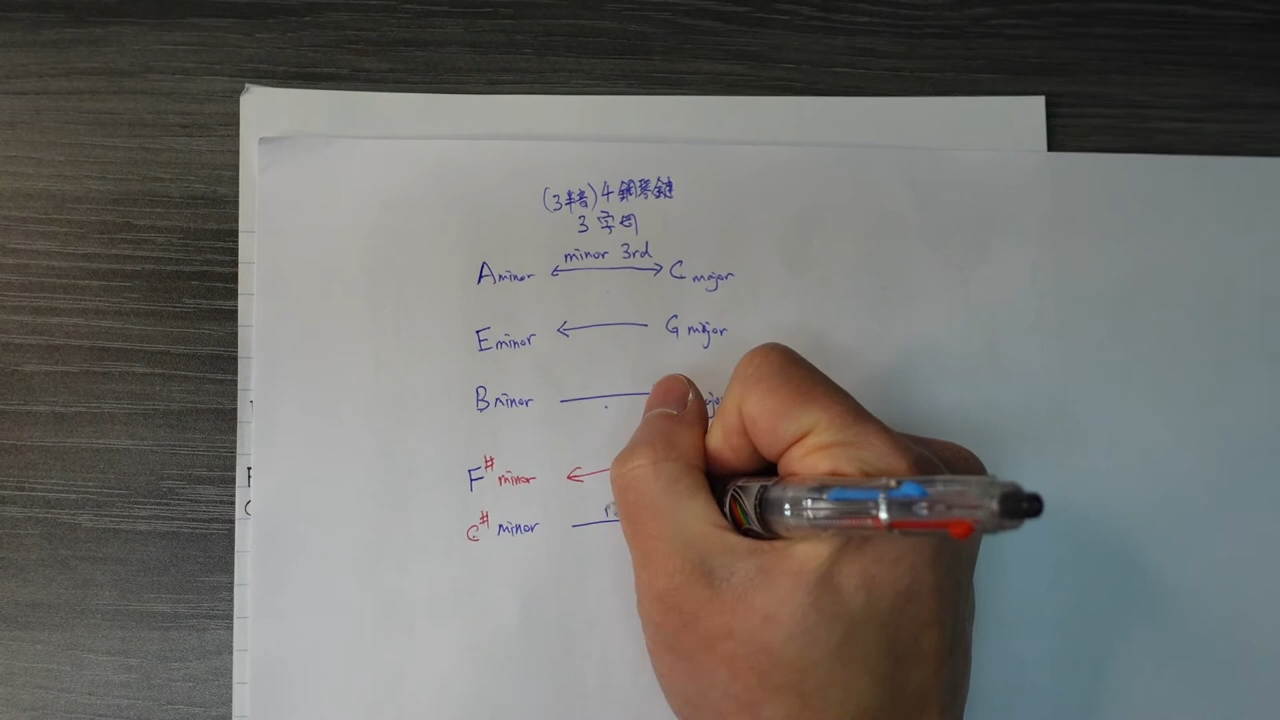 (3半音)4鋼琴鍵
3 字母
minor 3rd
A minor ⟷ C major
E minor ← G major
B minor
F# minor ←
C# minor